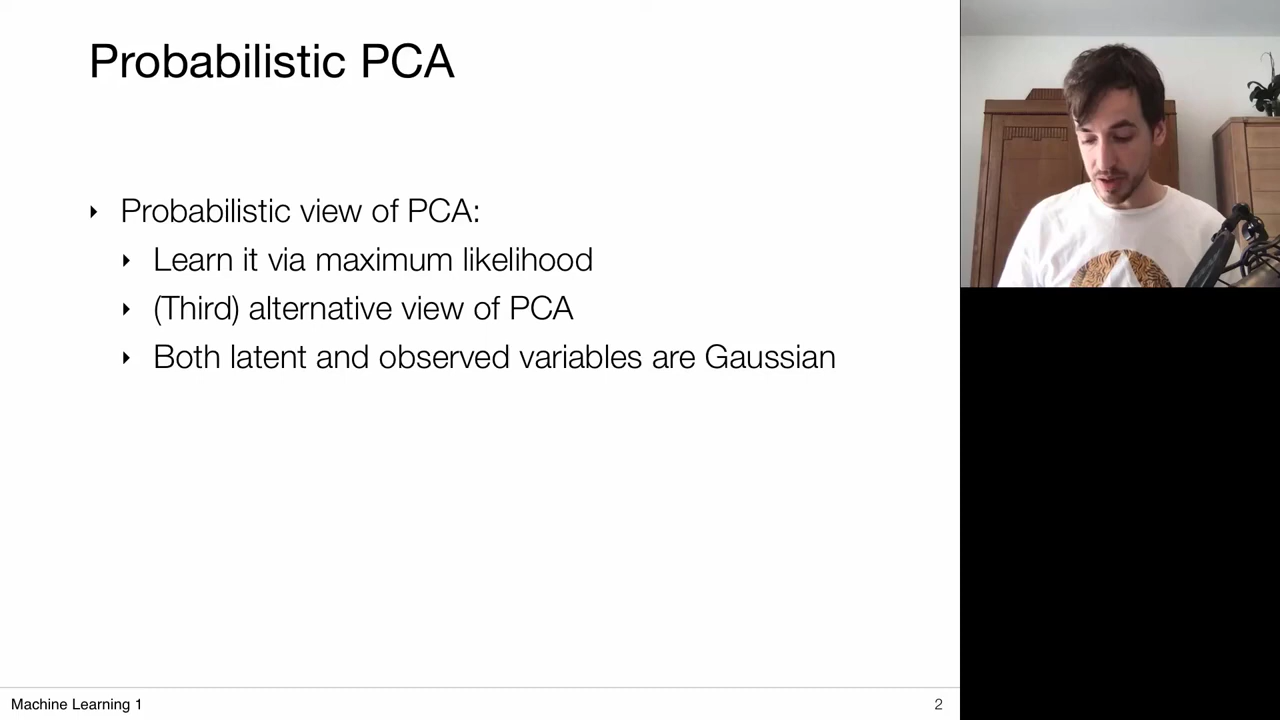 Probabilistic PCA
‣ Probabilistic view of PCA:
‣ Learn it via maximum likelihood
‣ (Third) alternative view of PCA
‣ Both latent and observed variables are Gaussian
Machine Learning 1
2